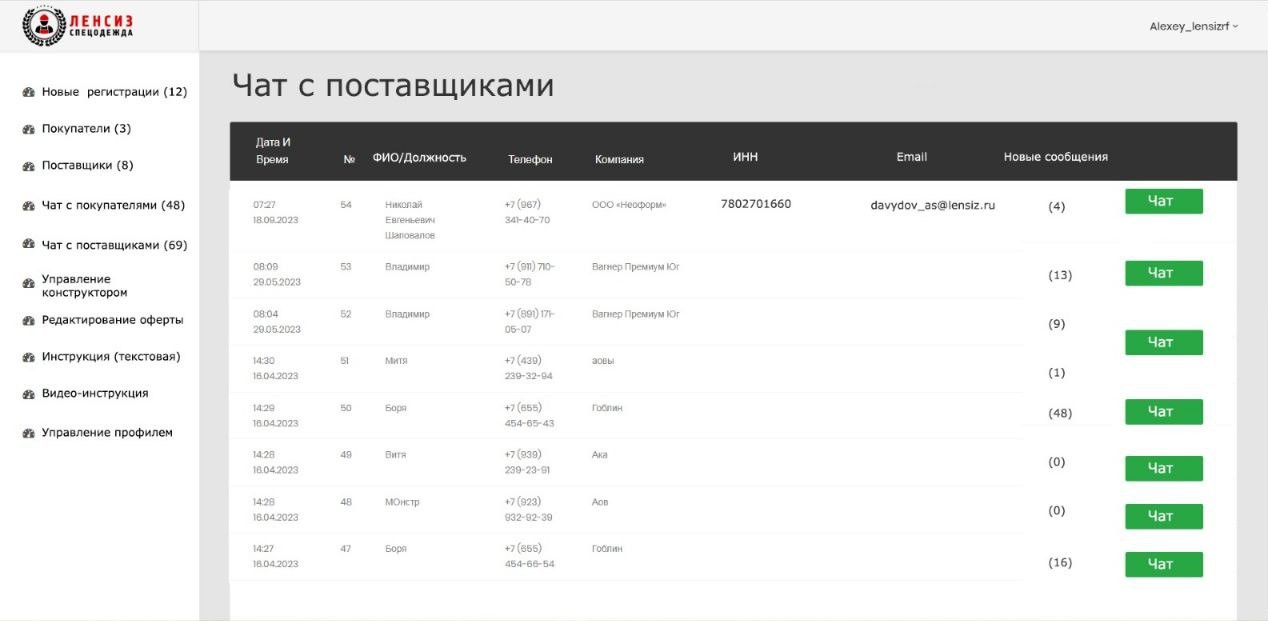 ЛЕНСИЗ
СПЕЦОДЕЖДА
Alexey_lensizrf
Новые регистрации (12)
Покупатели (3)
Поставщики (8)
Чат с покупателями (48)
Чат с поставщиками (69)
Управление
конструктором
Редактирование оферты
Инструкция (текстовая)
Видео-инструкция
Управление профилем
Чат с поставщиками
Дата И
Время
№ ФИО/Должность Телефон Компания ИНН Email Новые сообщения
07:27 54 Николай +7 (967) ООО «Неоформ» 7802701660 davydov_as@lensiz.ru (4) Чат
18.09.2023 Евгеньевич 341-40-70
Шаповалов
08:09 53 Владимир +7 (911) 710- Вагнер Премиум Юг (13) Чат
29.05.2023 50-78
08:04 52 Владимир +7 (891) 171- Вагнер Премиум Юг (9) Чат
29.05.2023 05-07
14:30 51 Митя +7 (439) аовы (1)
16.04.2023 239-32-94
14:29 50 Боря +7 (655) Гоблин (48) Чат
16.04.2023 454-65-43
14:28 49 Витя +7 (939) Ака (0) Чат
16.04.2023 239-23-91
14:28 48 МОнстр +7 (923) Аов (0) Чат
16.04.2023 932-92-39
14:27 47 Боря +7 (655) Гоблин (16) Чат
16.04.2023 454-66-54